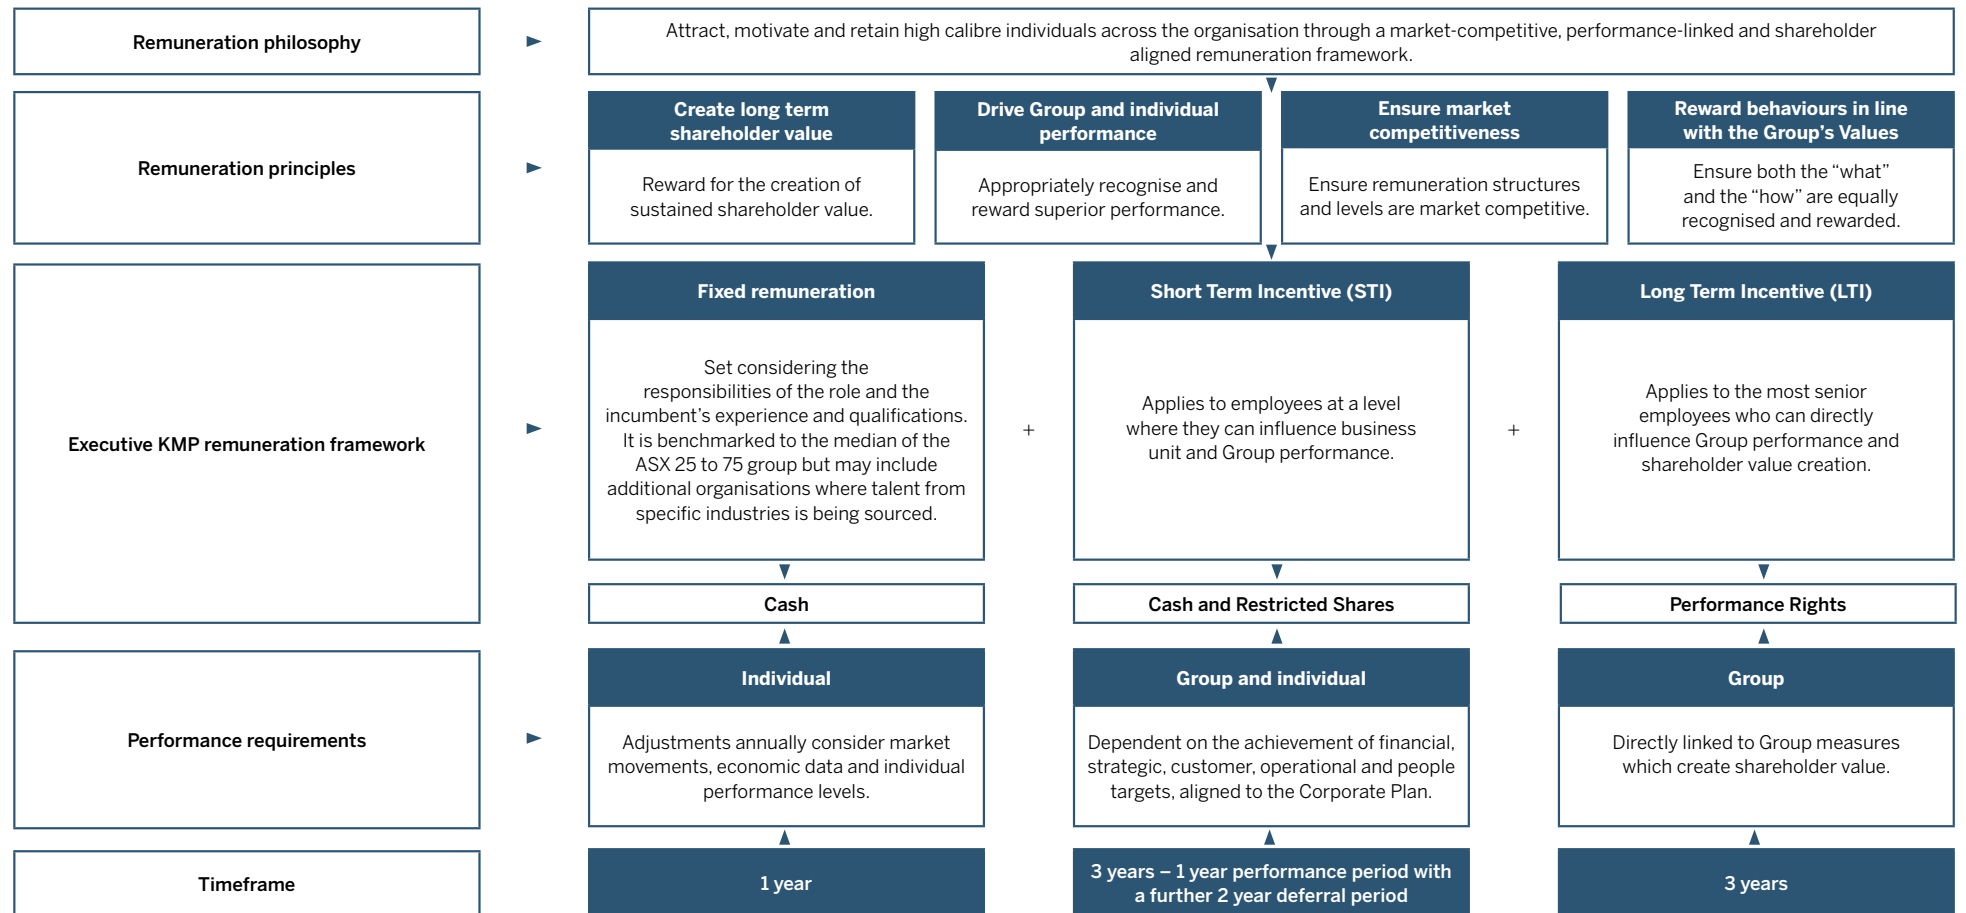 Remuneration philosophy
Attract, motivate and retain high calibre individuals across the organisation through a market-competitive, performance-linked and shareholder
aligned remuneration framework.
Remuneration principles
Create long term
shareholder value
Reward for the creation of
sustained shareholder value.
Drive Group and individual
performance
Appropriately recognise and
reward superior performance.
Ensure market
competitiveness
Ensure remuneration structures
and levels are market competitive.
Reward behaviours in line
with the Group’s Values
Ensure both the “what”
and the “how” are equally
recognised and rewarded.
Executive KMP remuneration framework
Fixed remuneration
Set considering the
responsibilities of the role and the
incumbent’s experience and qualifications.
It is benchmarked to the median of the
ASX 25 to 75 group but may include
additional organisations where talent from
specific industries is being sourced.
Cash
+
Short Term Incentive (STI)
Applies to employees at a level
where they can influence business
unit and Group performance.
Cash and Restricted Shares
+
Long Term Incentive (LTI)
Applies to the most senior
employees who can directly
influence Group performance and
shareholder value creation.
Performance Rights
Performance requirements
Individual
Adjustments annually consider market
movements, economic data and individual
performance levels.
Group and individual
Dependent on the achievement of financial,
strategic, customer, operational and people
targets, aligned to the Corporate Plan.
Group
Directly linked to Group measures
which create shareholder value.
Timeframe
1 year
3 years – 1 year performance period with
a further 2 year deferral period
3 years